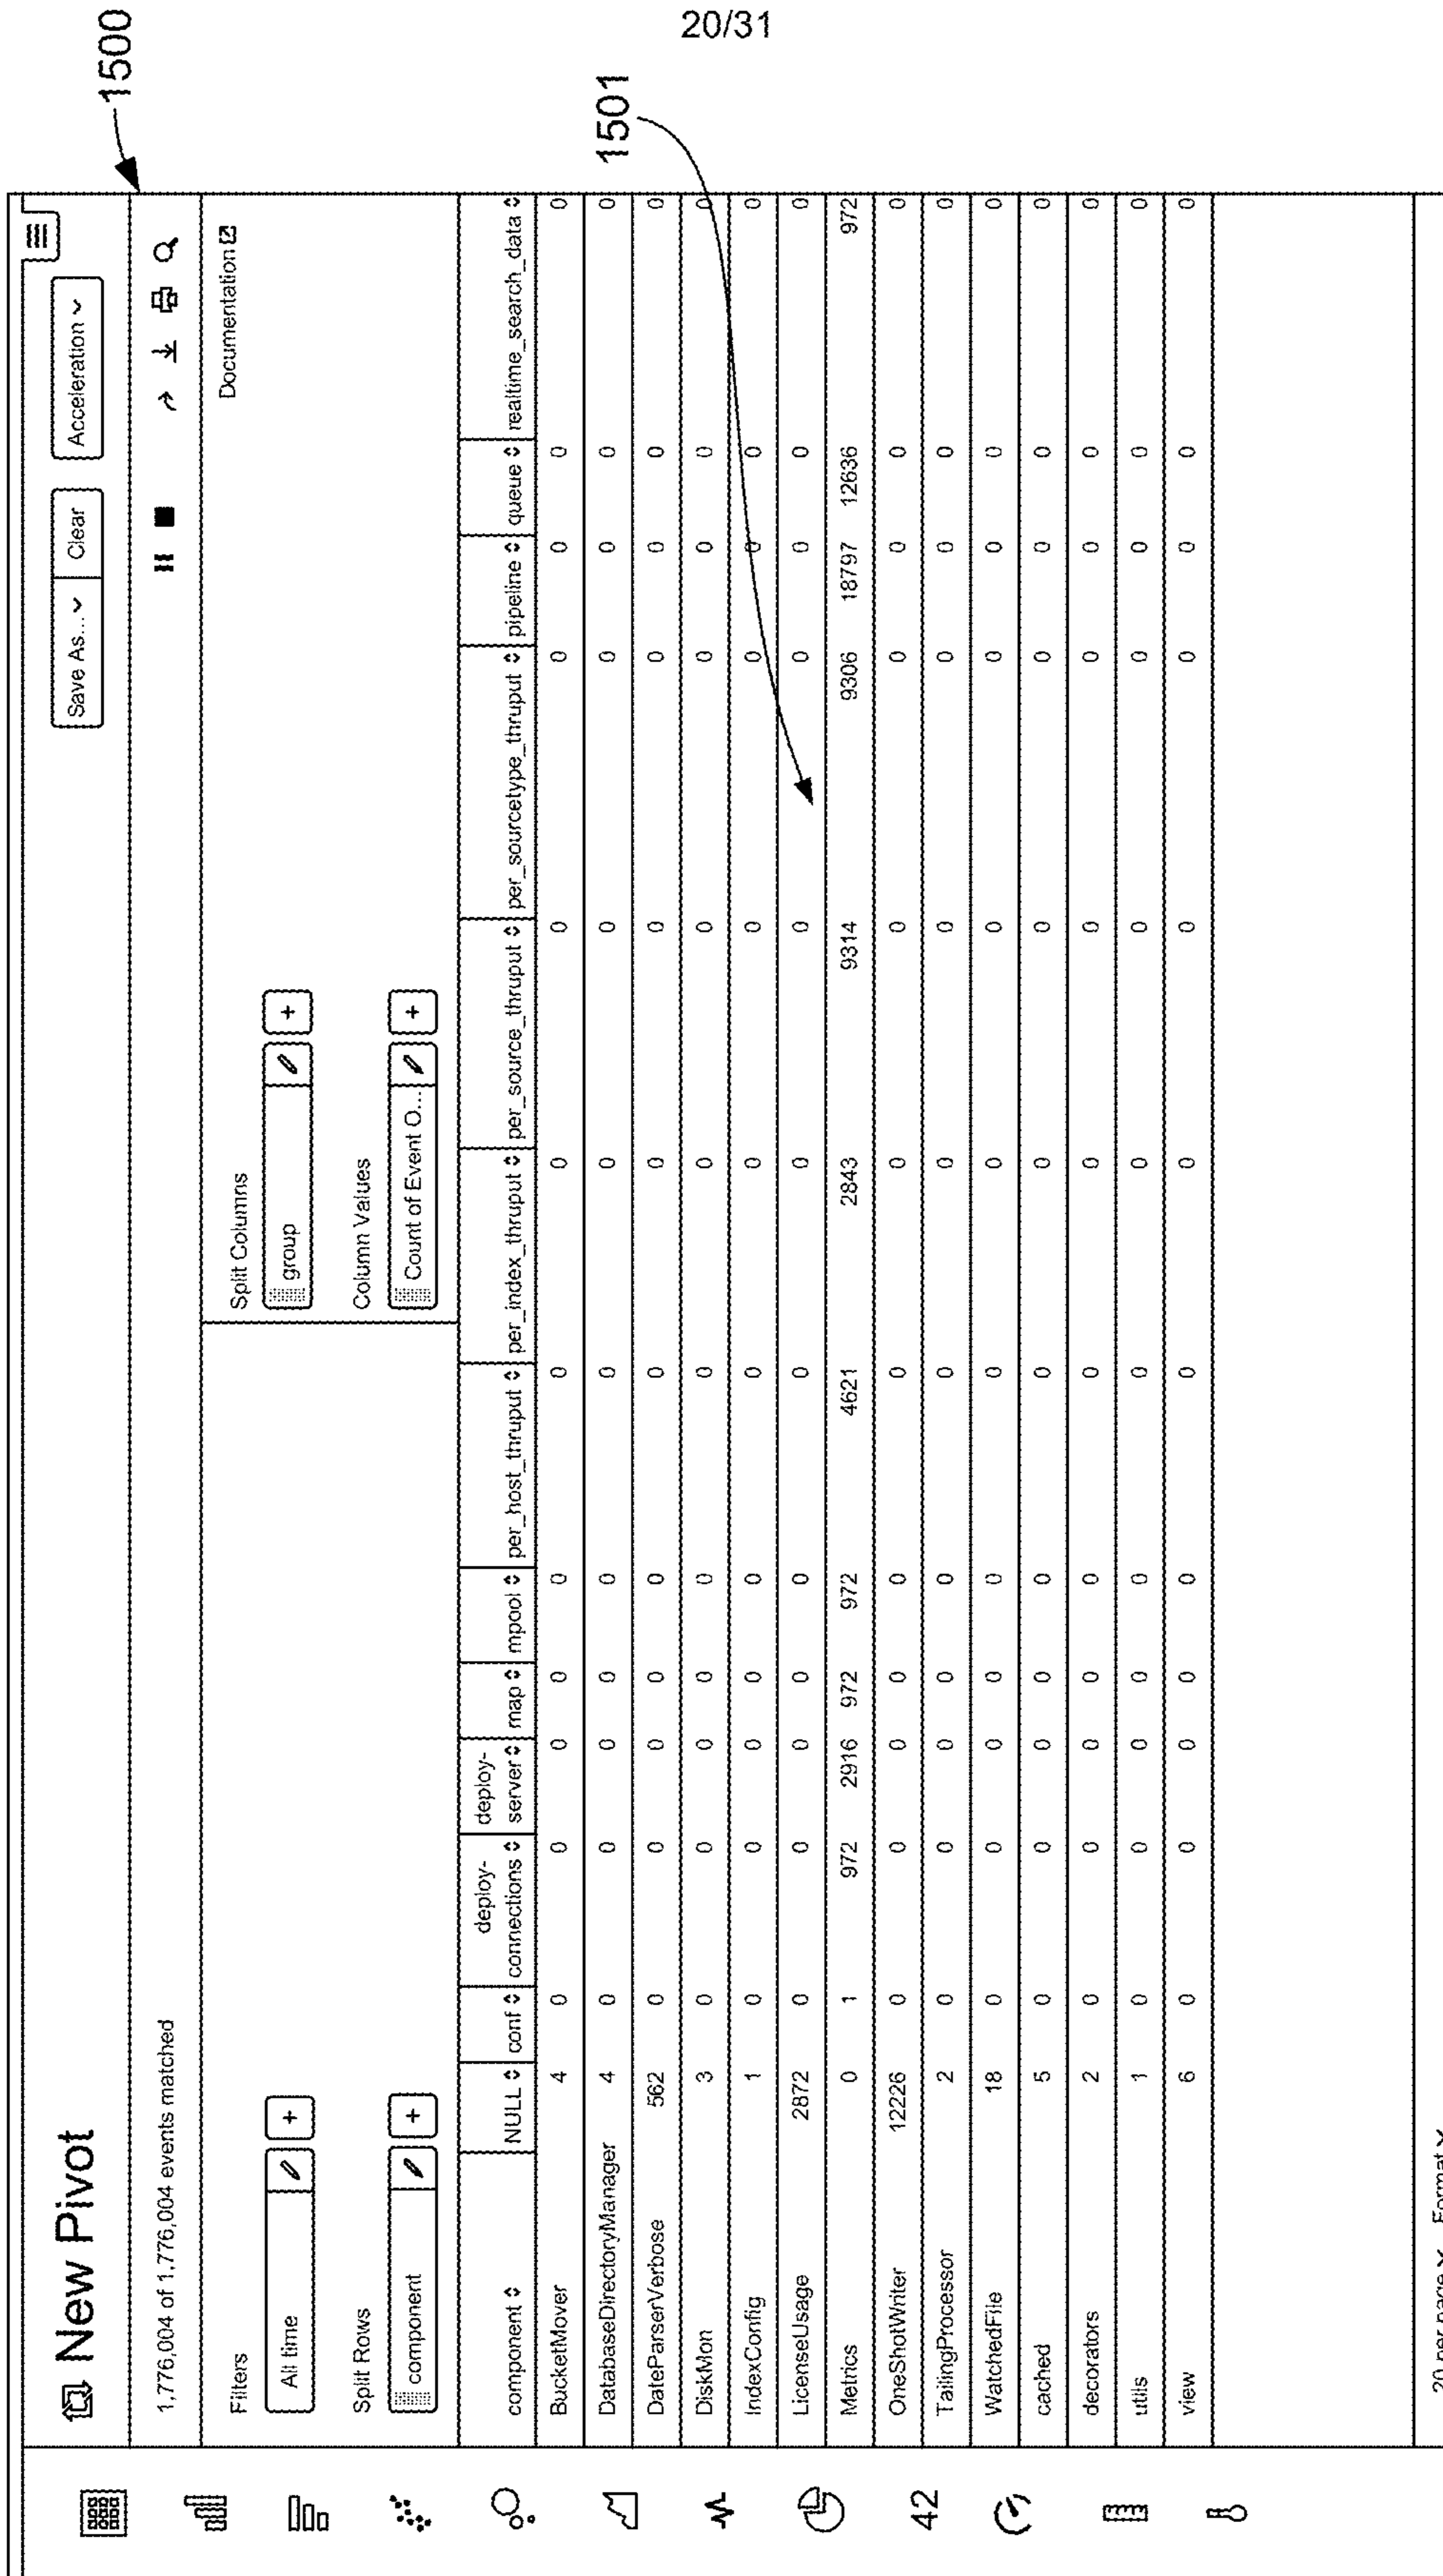 20/31
1500
New Pivot
Save As... Clear Acceleration
1,776,004 of 1,776,004 events matched
Filters
All time +
Split Columns
group +
Documentation
Split Rows
component +
Column Values
Count of Event O... +
component NULL conf deploy-connections deploy-server map mpool per_host_thruput per_index_thruput per_source_thruput per_sourcetype_thruput pipeline queue realtime_search_data
BucketMover 4 0 0 0 0 0 0 0 0 0 0 0 0
DatabaseDirectoryManager 4 0 0 0 0 0 0 0 0 0 0 0 0
DateParserVerbose 562 0 0 0 0 0 0 0 0 0 0 0 0
DiskMon 3 0 0 0 0 0 0 0 0 0 0 0 0
IndexConfig 1 0 0 0 0 0 0 0 0 0 0 0 0
LicenseUsage 2872 0 0 0 0 0 0 0 0 0 0 0 0
Metrics 0 1 972 2916 972 972 4621 2843 9314 9306 18797 12636 972
OneShotWriter 12226 0 0 0 0 0 0 0 0 0 0 0 0
TailingProcessor 2 0 0 0 0 0 0 0 0 0 0 0 0
WatchedFile 18 0 0 0 0 0 0 0 0 0 0 0 0
cached 5 0 0 0 0 0 0 0 0 0 0 0 0
decorators 2 0 0 0 0 0 0 0 0 0 0 0 0
utils 1 0 0 0 0 0 0 0 0 0 0 0 0
view 6 0 0 0 0 0 0 0 0 0 0 0 0
1501
42
20 per page Format